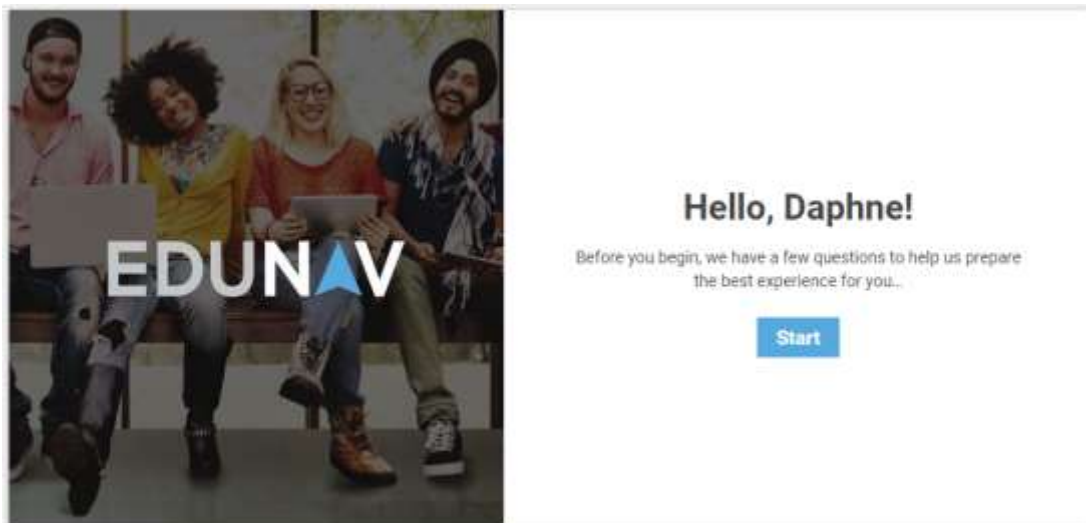 EDUNAV
Hello, Daphne!
Before you begin, we have a few questions to help us prepare
the best experience for you...
Start